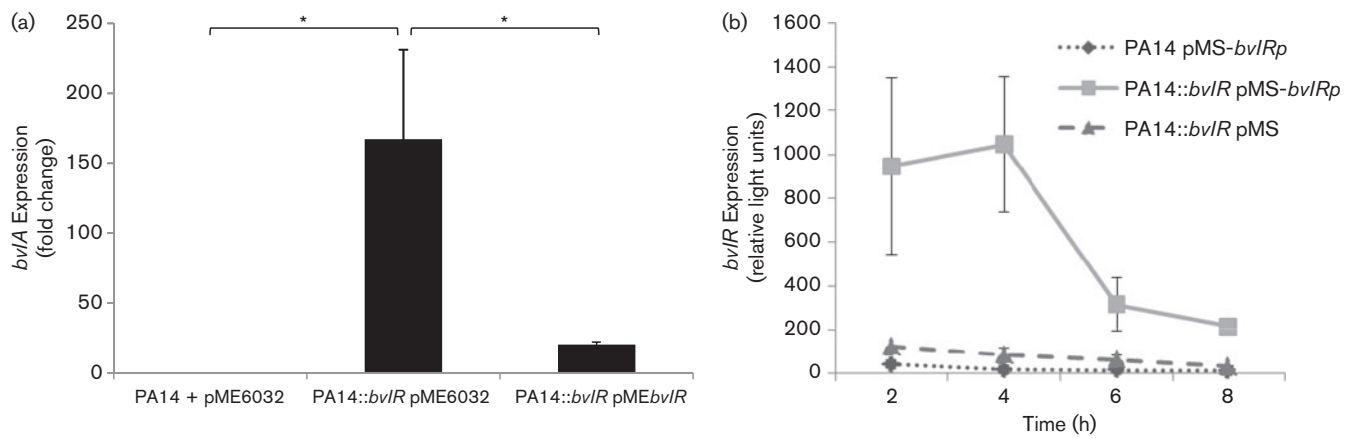 (a)
*
*
250
200
150
100
50
0
bvlA Expression
(fold change)
PA14 + pME6032
PA14::bvlR pME6032
PA14::bvlR pMEbvlR
(b)
1600
1400
1200
1000
800
600
400
200
0
bvlR Expression
(relative light units)
PA14 pMS-bvlRp
PA14::bvlR pMS-bvlRp
PA14::bvlR pMS
2
4
6
8
Time (h)